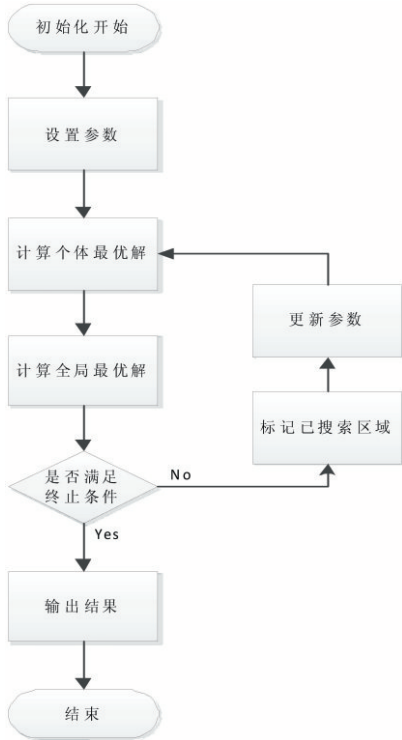 初始化开始
设置参数
计算个体最优解
更新参数
计算全局最优解
标记已搜索区域
是否满足
终止条件
No
Yes
输出结果
结束